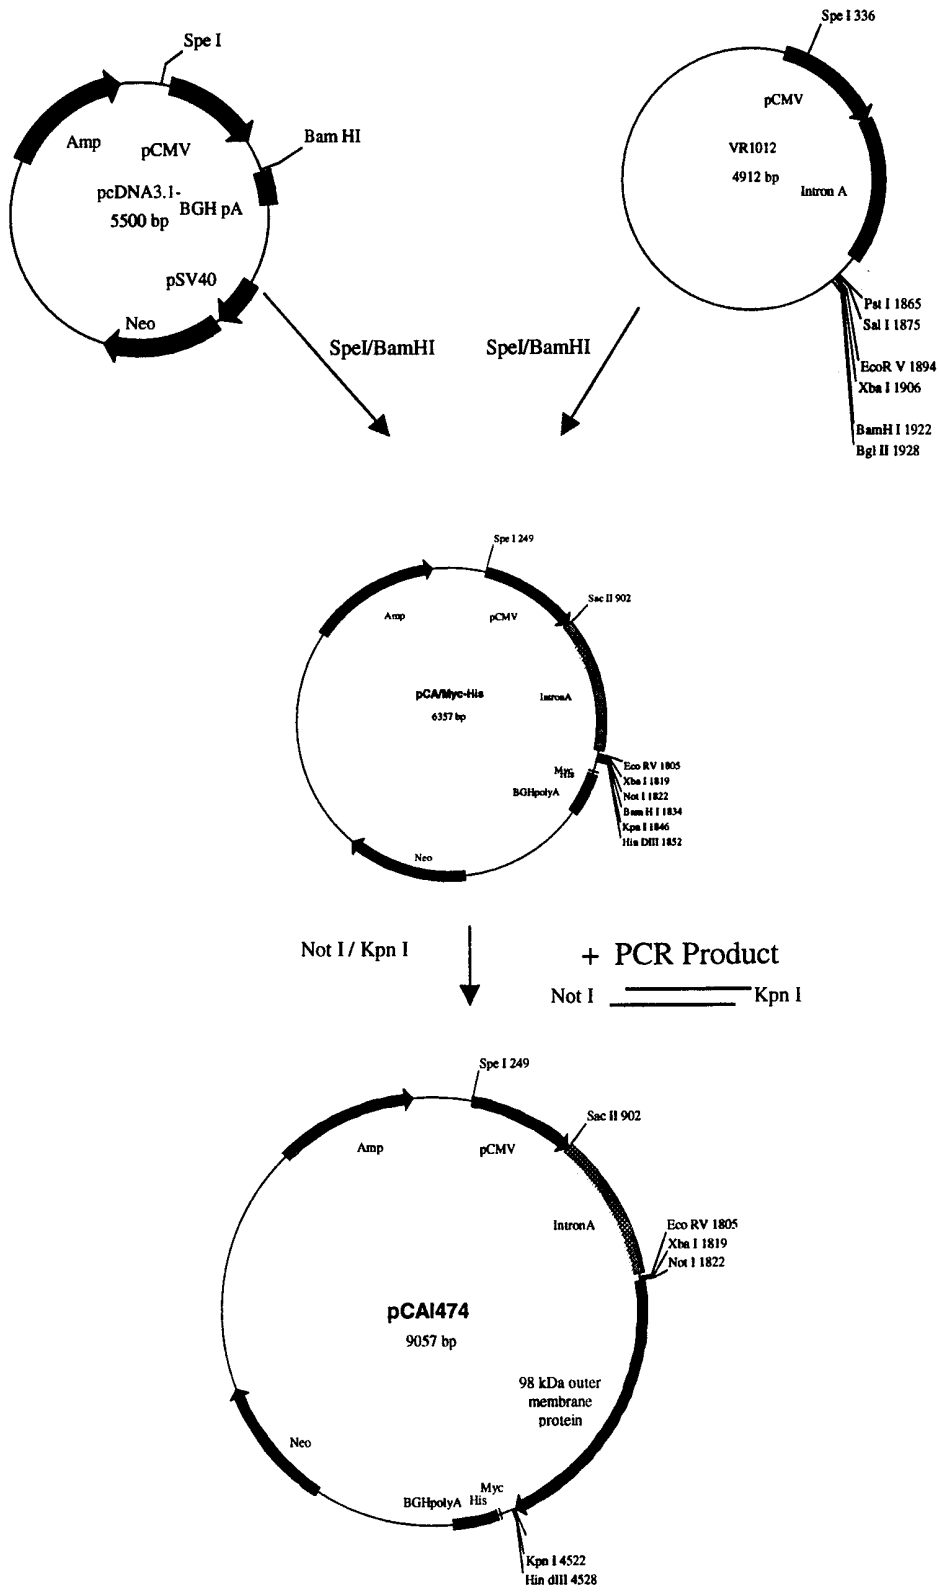 Spe I
Amp
pCMV
Bam HI
pcDNA3.1-
5500 bp
BGH pA
pSV40
Neo
SpeI/BamHI
Spe I 336
pCMV
VR1012
4912 bp
Intron A
Pst I 1865
Sal I 1875
EcoR V 1894
Xba I 1906
BamH I 1922
Bgl II 1928
SpeI/BamHI
Spe I 249
Sac II 902
Amp
pCMV
pCA/Myc-His
6357 bp
IntronA
Myc
His
BGHpolyA
Eco RV 1805
Xba I 1819
Not I 1822
Bam H I 1834
Kpn I 1846
Hin DIII 1852
Neo
Not I / Kpn I
+ PCR Product
Not I
Kpn I
Spe I 249
Sac II 902
Amp
pCMV
IntronA
Eco RV 1805
Xba I 1819
Not I 1822
pCAI474
9057 bp
98 kDa outer
membrane
protein
Neo
Myc
His
BGHpolyA
Kpn I 4522
Hin dIII 4528